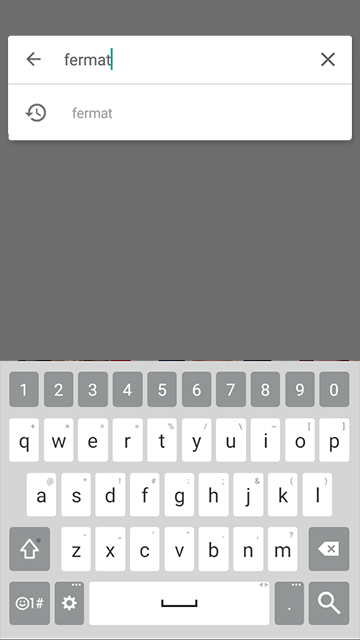 fermat
fermat
1 2 3 4 5 6 7 8 9 0
+ × ÷ = % / \ - [ ]
q w e r t y u i o p
@ * ! # : ; & ( )
a s d f g h j k l
?
z x c v b n m
1#
.